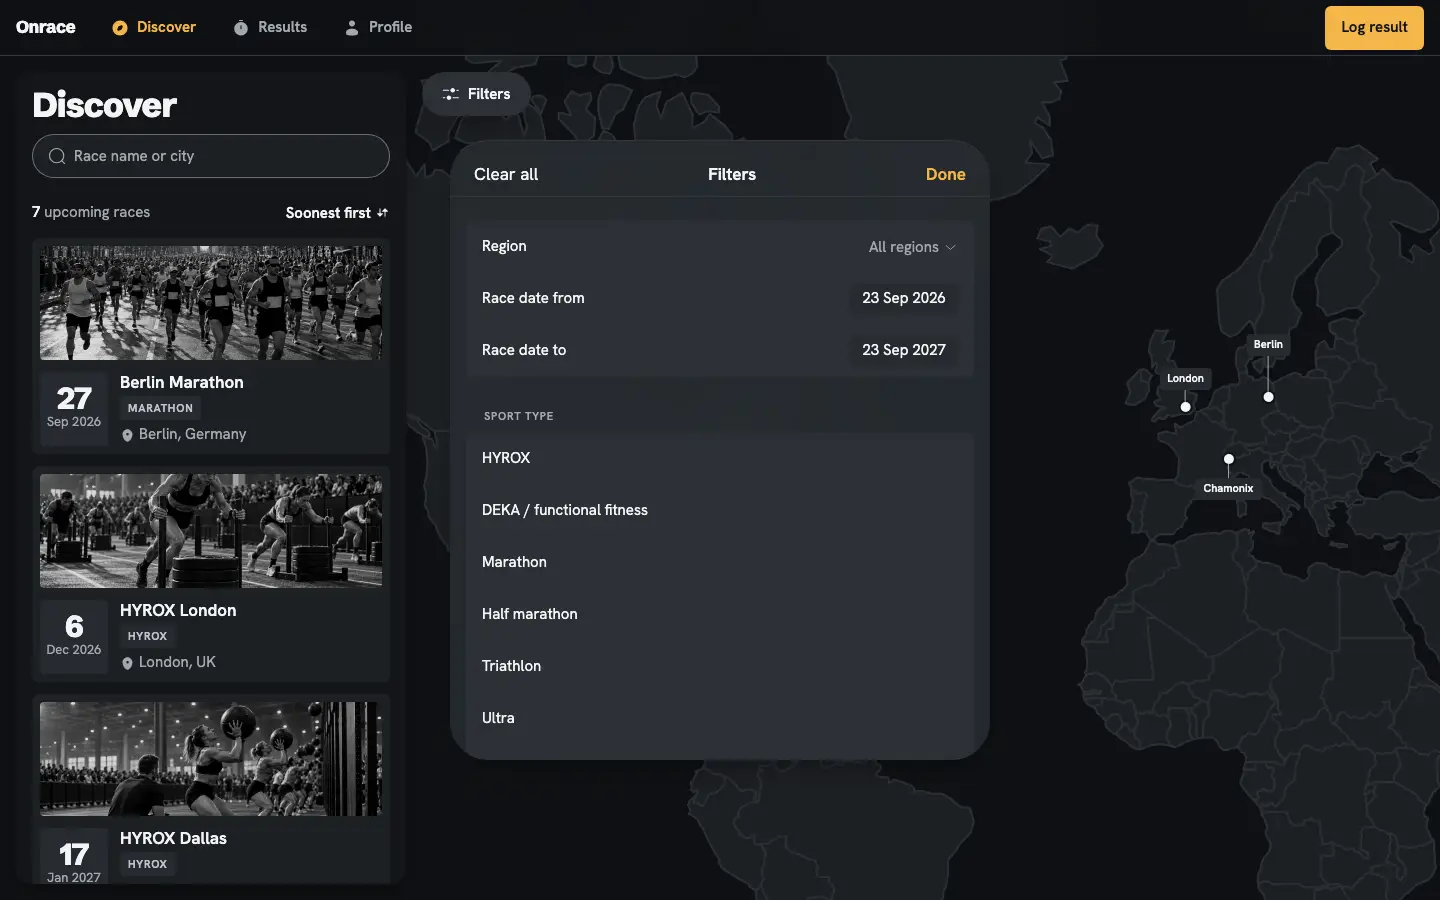 Onrace
Discover
Results
Profile
Log result
Discover
Race name or city
7 upcoming races
Soonest first
27
Sep 2026
Berlin Marathon
MARATHON
Berlin, Germany
6
Dec 2026
HYROX London
HYROX
London, UK
17
Jan 2027
HYROX Dallas
HYROX
Filters
Clear all
Filters
Done
Region
All regions
Race date from
23 Sep 2026
Race date to
23 Sep 2027
SPORT TYPE
HYROX
DEKA / functional fitness
Marathon
Half marathon
Triathlon
Ultra
Berlin
London
Chamonix